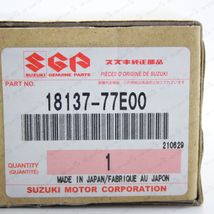 SGP
SUZUKI GENUINE PARTS
スズキ純正部品
PIÈCES D'ORIGINE DE SUZUKI
PART NO.
18137-77E00
210629
QUANTITY
(QUANTITÉ)
1
MADE IN JAPAN/FABRIQUÉ AU JAPON
SUZUKI MOTOR CORPORATION